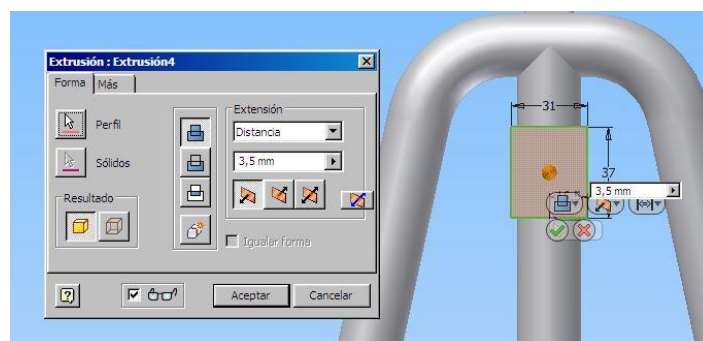 Extrusión : Extrusión4
Forma
Más
Perfil
Sólidos
Resultado
Extensión
Distancia
3,5 mm
Igualar forma
Aceptar
Cancelar
31
37
3,5 mm